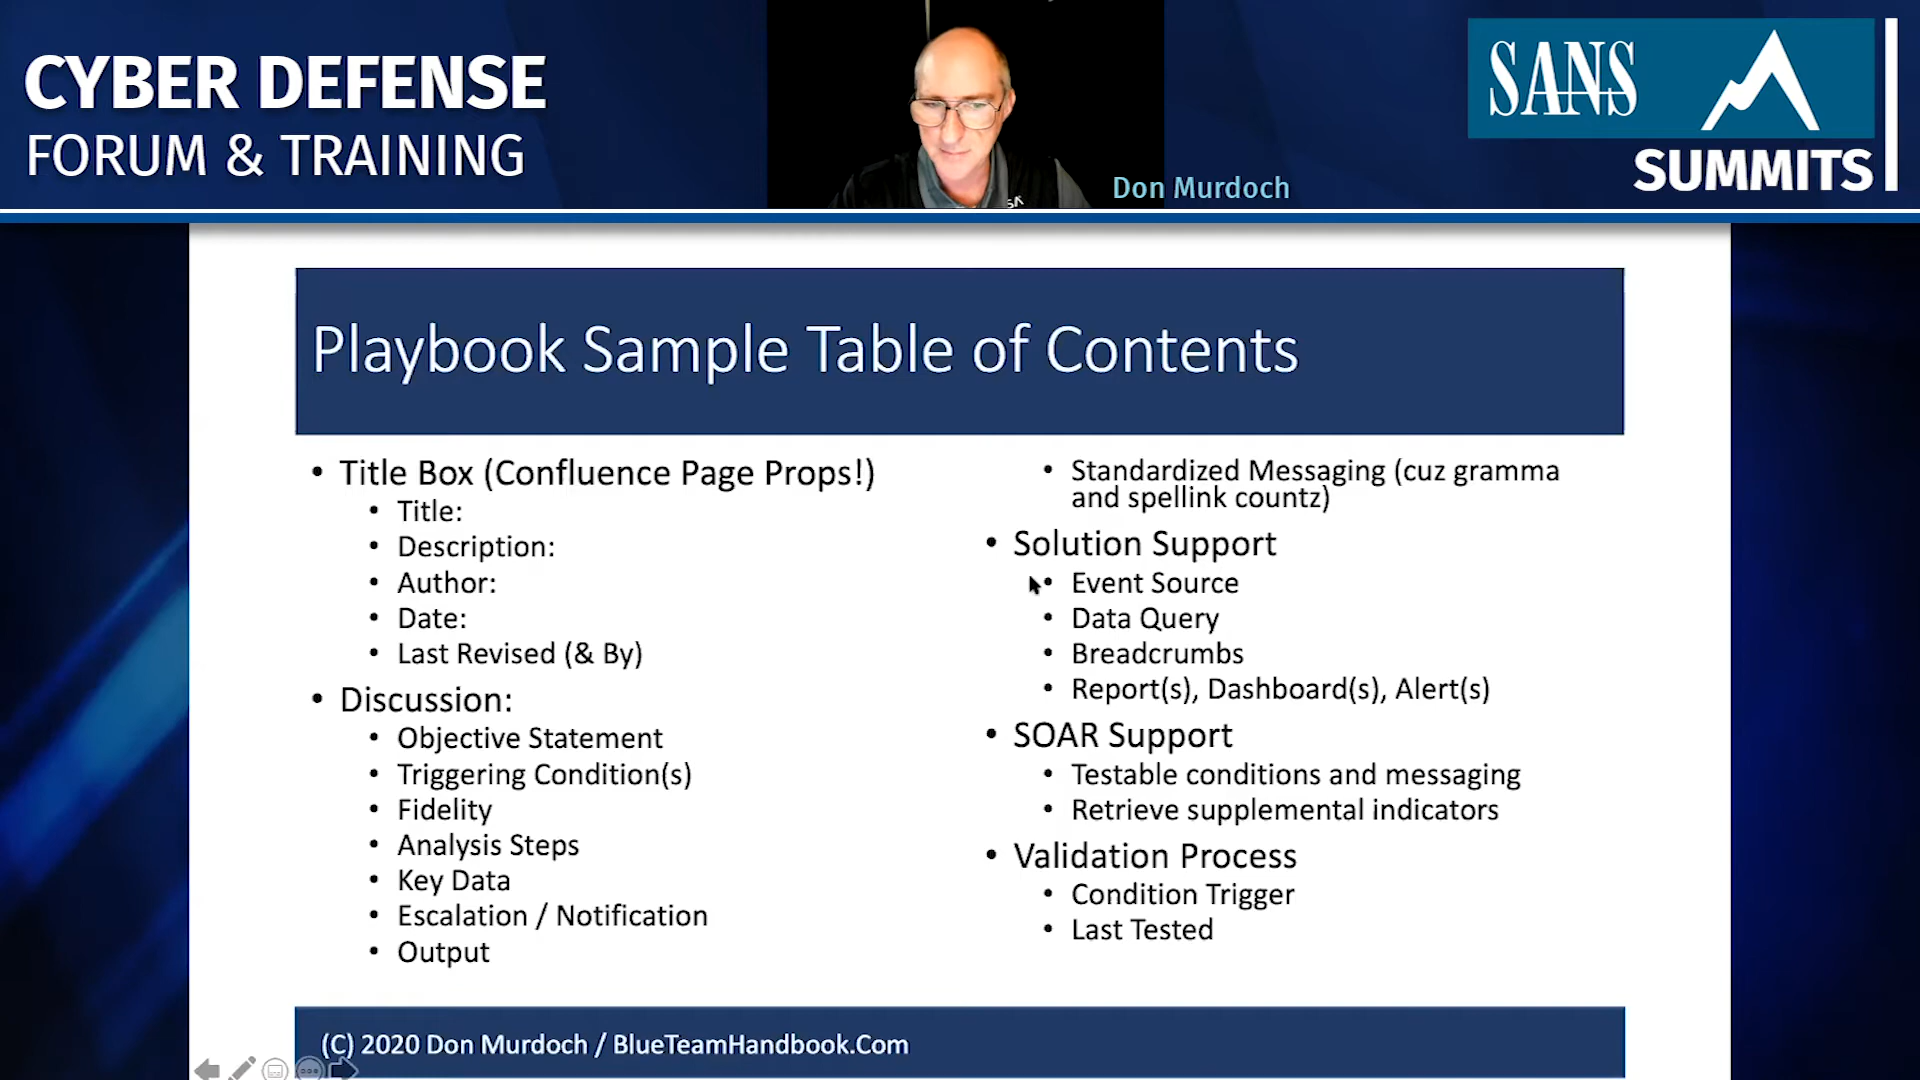 CYBER DEFENSE
FORUM & TRAINING
Don Murdoch
SANS
SUMMITS
Playbook Sample Table of Contents
• Title Box (Confluence Page Props!)
• Title:
• Description:
• Author:
• Date:
• Last Revised (& By)
• Discussion:
• Objective Statement
• Triggering Condition(s)
• Fidelity
• Analysis Steps
• Key Data
• Escalation / Notification
• Output
• Standardized Messaging (cuz gramma
and spellink countz)
• Solution Support
• Event Source
• Data Query
• Breadcrumbs
• Report(s), Dashboard(s), Alert(s)
• SOAR Support
• Testable conditions and messaging
• Retrieve supplemental indicators
• Validation Process
• Condition Trigger
• Last Tested
(C) 2020 Don Murdoch / BlueTeamHandbook.Com